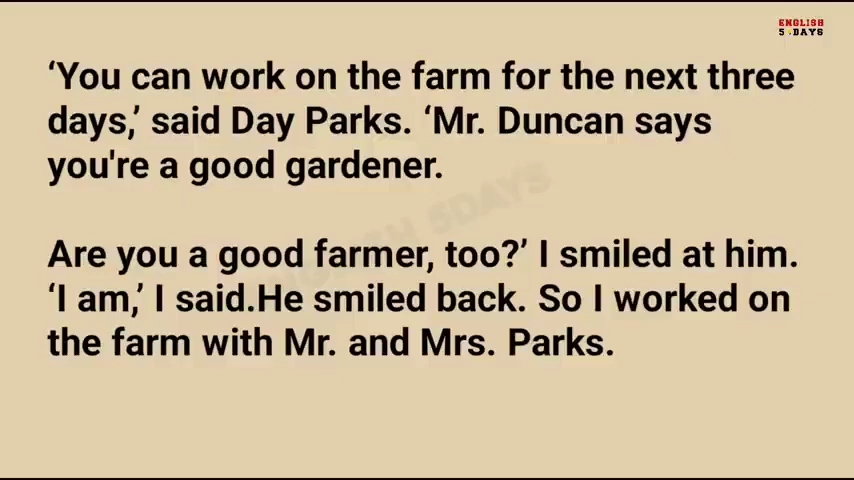 ENGLISH
5 DAYS
‘You can work on the farm for the next three
days,’ said Day Parks. ‘Mr. Duncan says
you're a good gardener.
ENGLISH 5DAYS
Are you a good farmer, too?’ I smiled at him.
‘I am,’ I said.He smiled back. So I worked on
the farm with Mr. and Mrs. Parks.